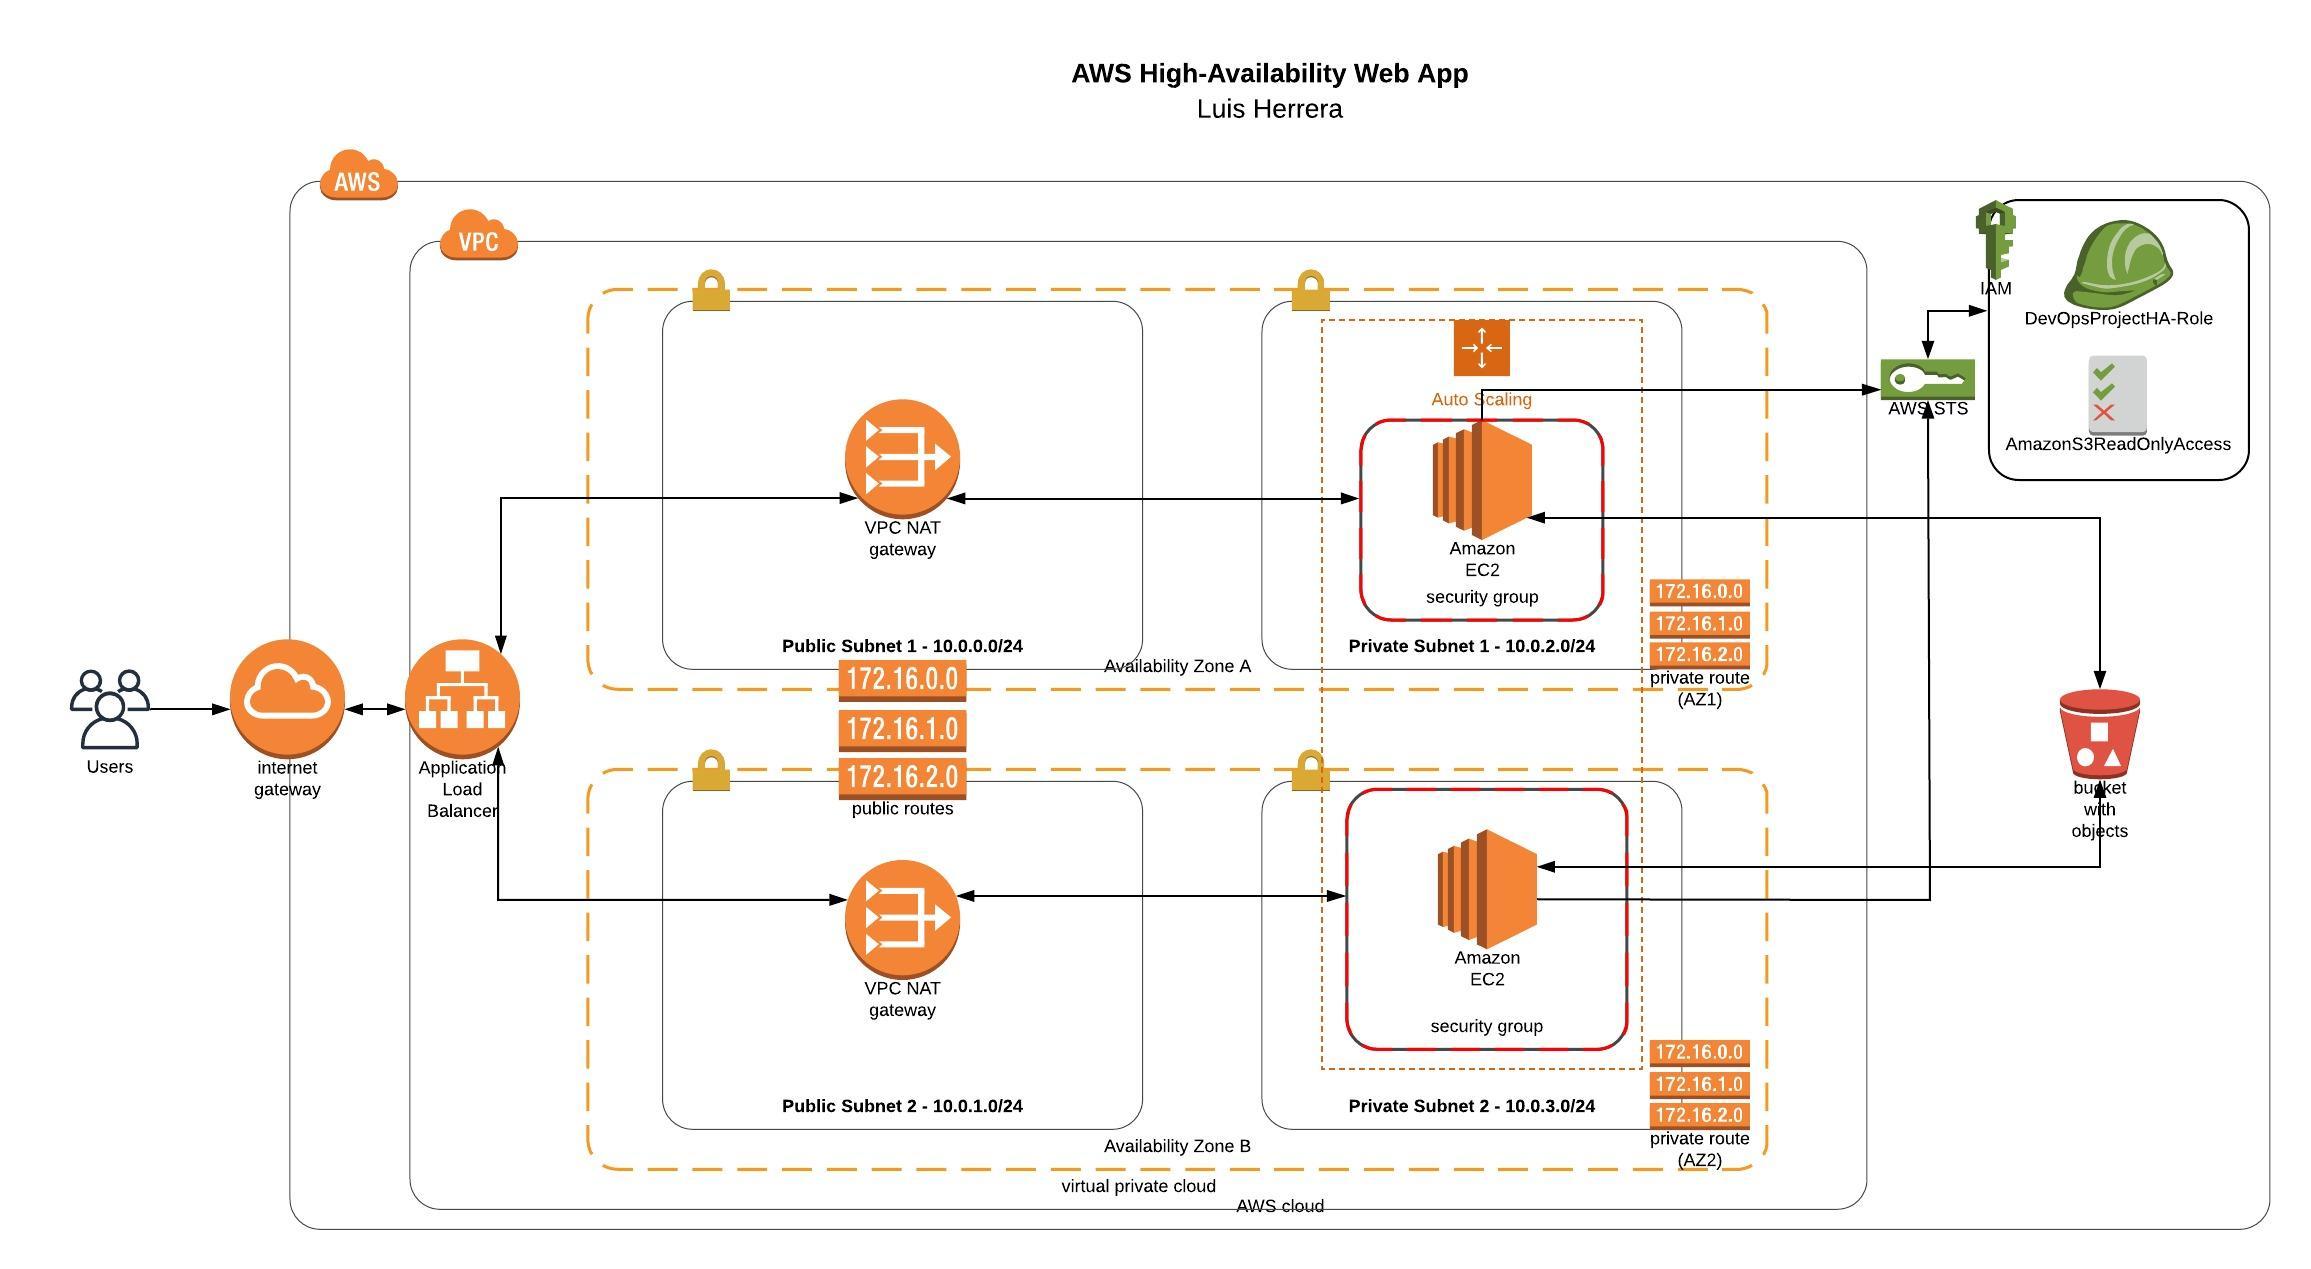 AWS High-Availability Web App
Luis Herrera
AWS
VPC
IAM
DevOpsProjectHA-Role
AmazonS3ReadOnlyAccess
AWS STS
Auto Scaling
VPC NAT
gateway
Amazon
EC2
security group
Public Subnet 1 - 10.0.0.0/24
Private Subnet 1 - 10.0.2.0/24
Availability Zone A
172.16.0.0
172.16.1.0
172.16.2.0
private route
(AZ1)
172.16.0.0
172.16.1.0
172.16.2.0
public routes
Users
internet
gateway
Application
Load
Balancer
bucket
with
objects
VPC NAT
gateway
Amazon
EC2
security group
Public Subnet 2 - 10.0.1.0/24
Private Subnet 2 - 10.0.3.0/24
172.16.0.0
172.16.1.0
172.16.2.0
private route
(AZ2)
Availability Zone B
virtual private cloud
AWS cloud